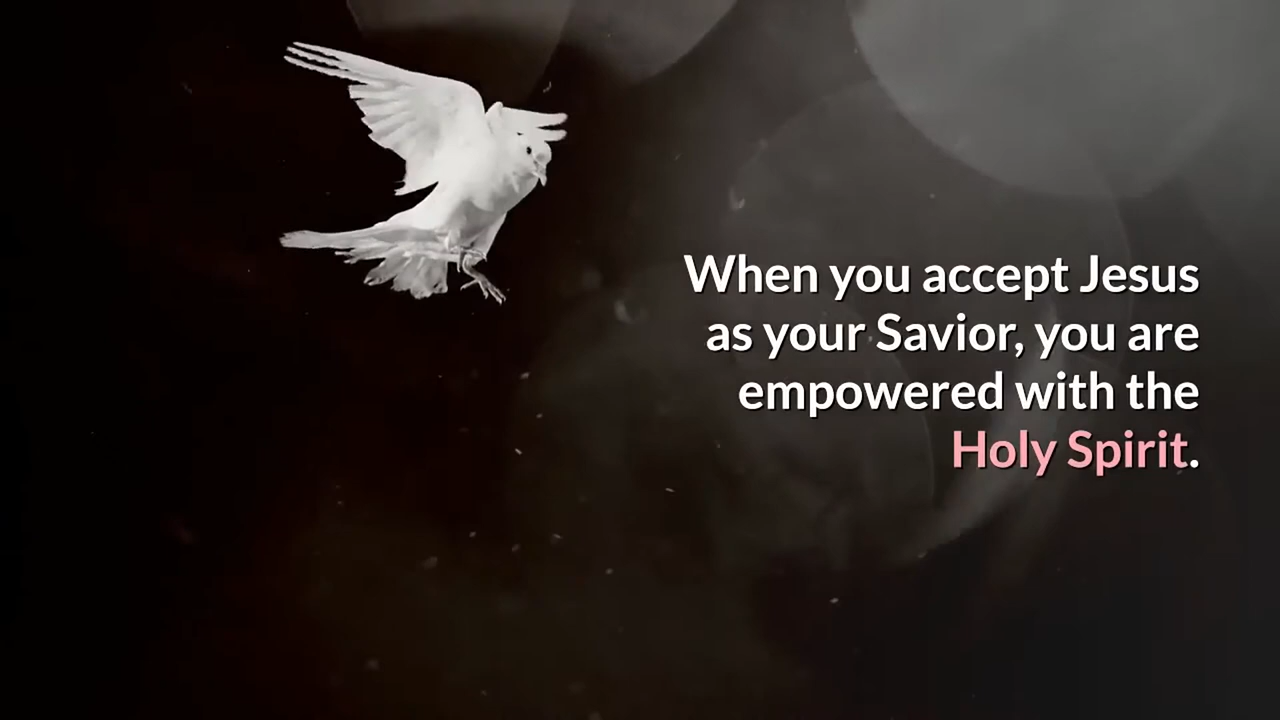 When you accept Jesus
as your Savior, you are
empowered with the
Holy Spirit.